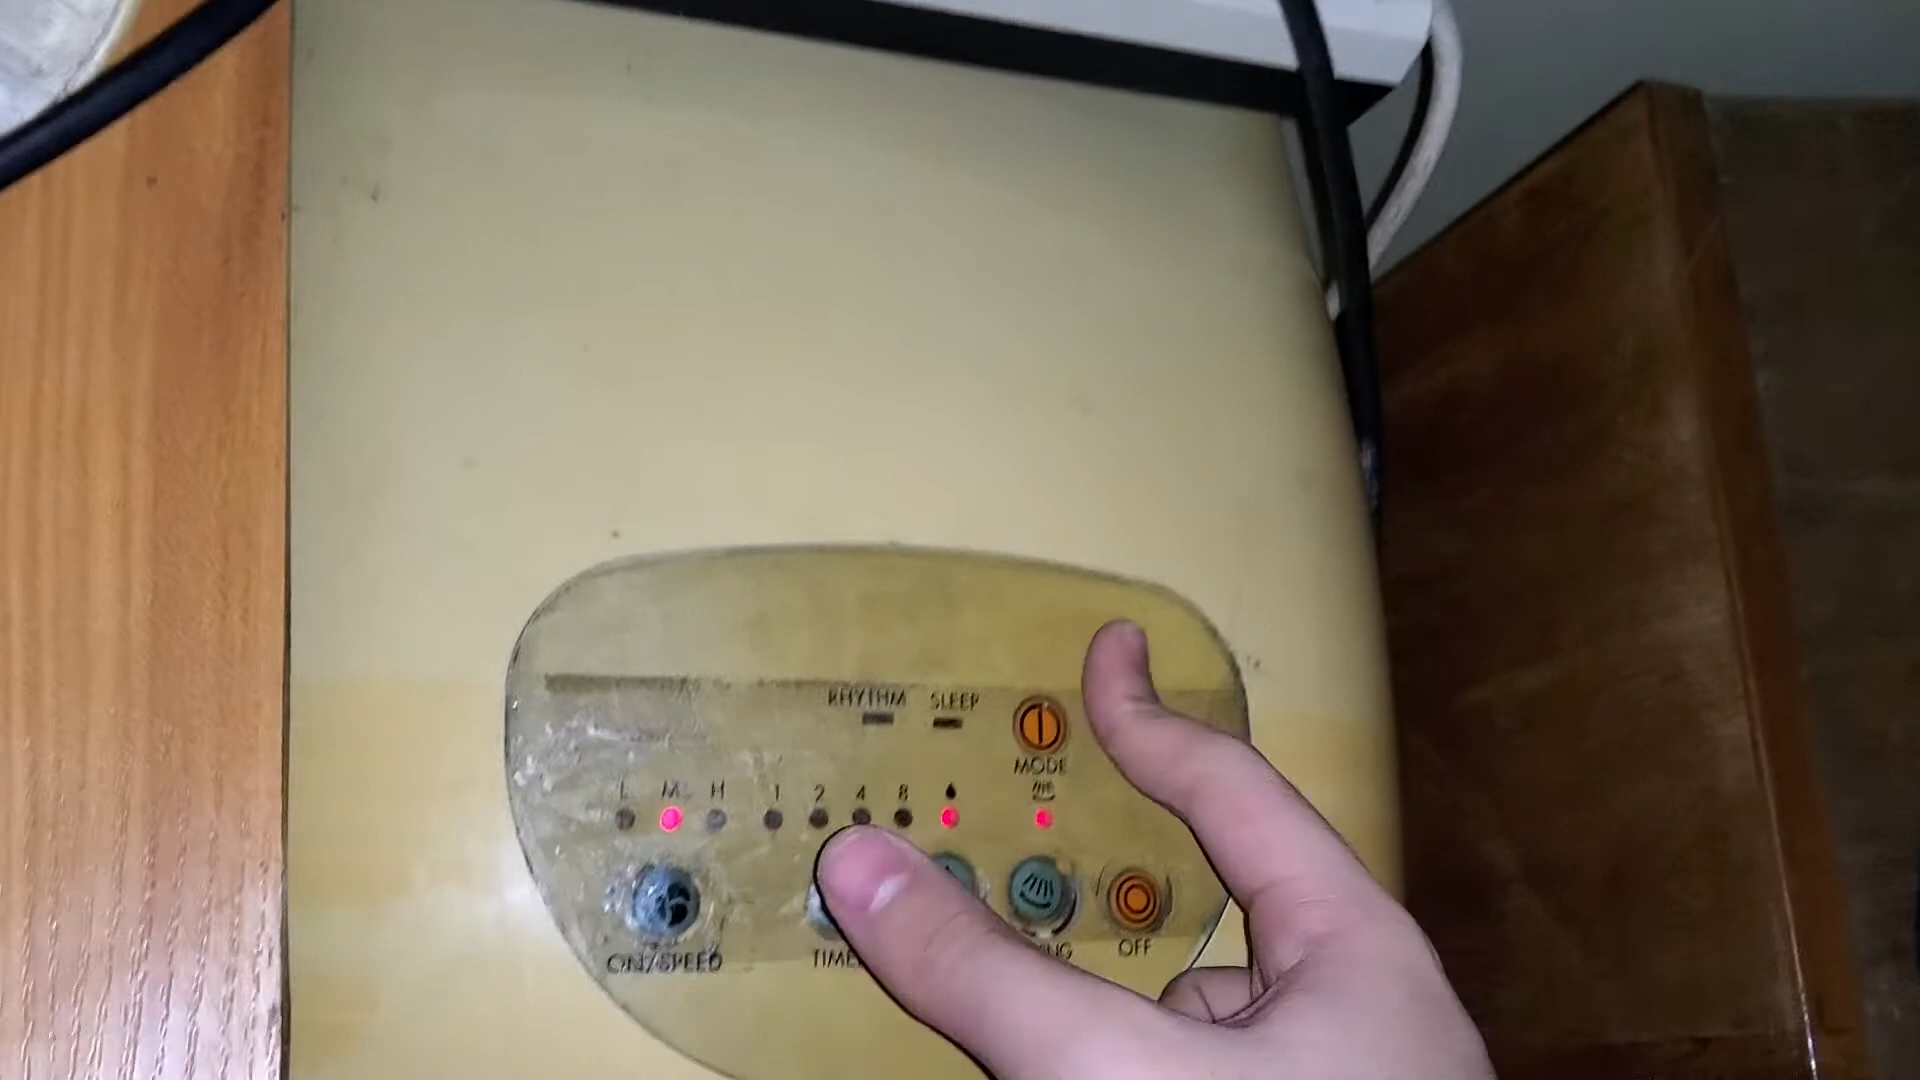 RHYTHM SLEEP
MODE
L M H 1 2 4 8
ON/SPEED OFF